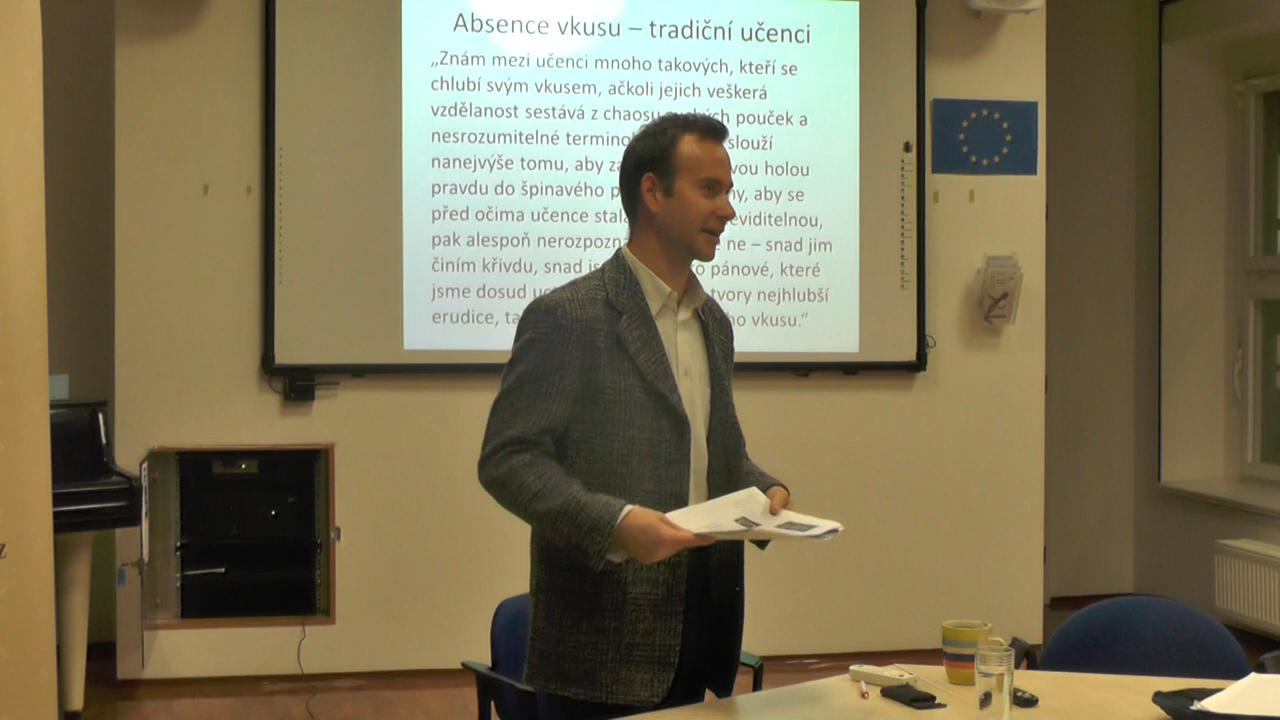 Absence vkusu – tradiční učenci
„Znám mezi učenci mnoho takových, kteří se
chlubí svým vkusem, ačkoli jejich veškerá
vzdělanost sestává z chaosu pouček a
nesrozumitelné slouží
nanejvýše tomu, aby holou
pravdu do špinavého aby se
před očima učence
pak alespoň ne – snad jim
činím křivdu, snad pánové, které
jsme dosud nejhlubší
erudice, vkusu.“